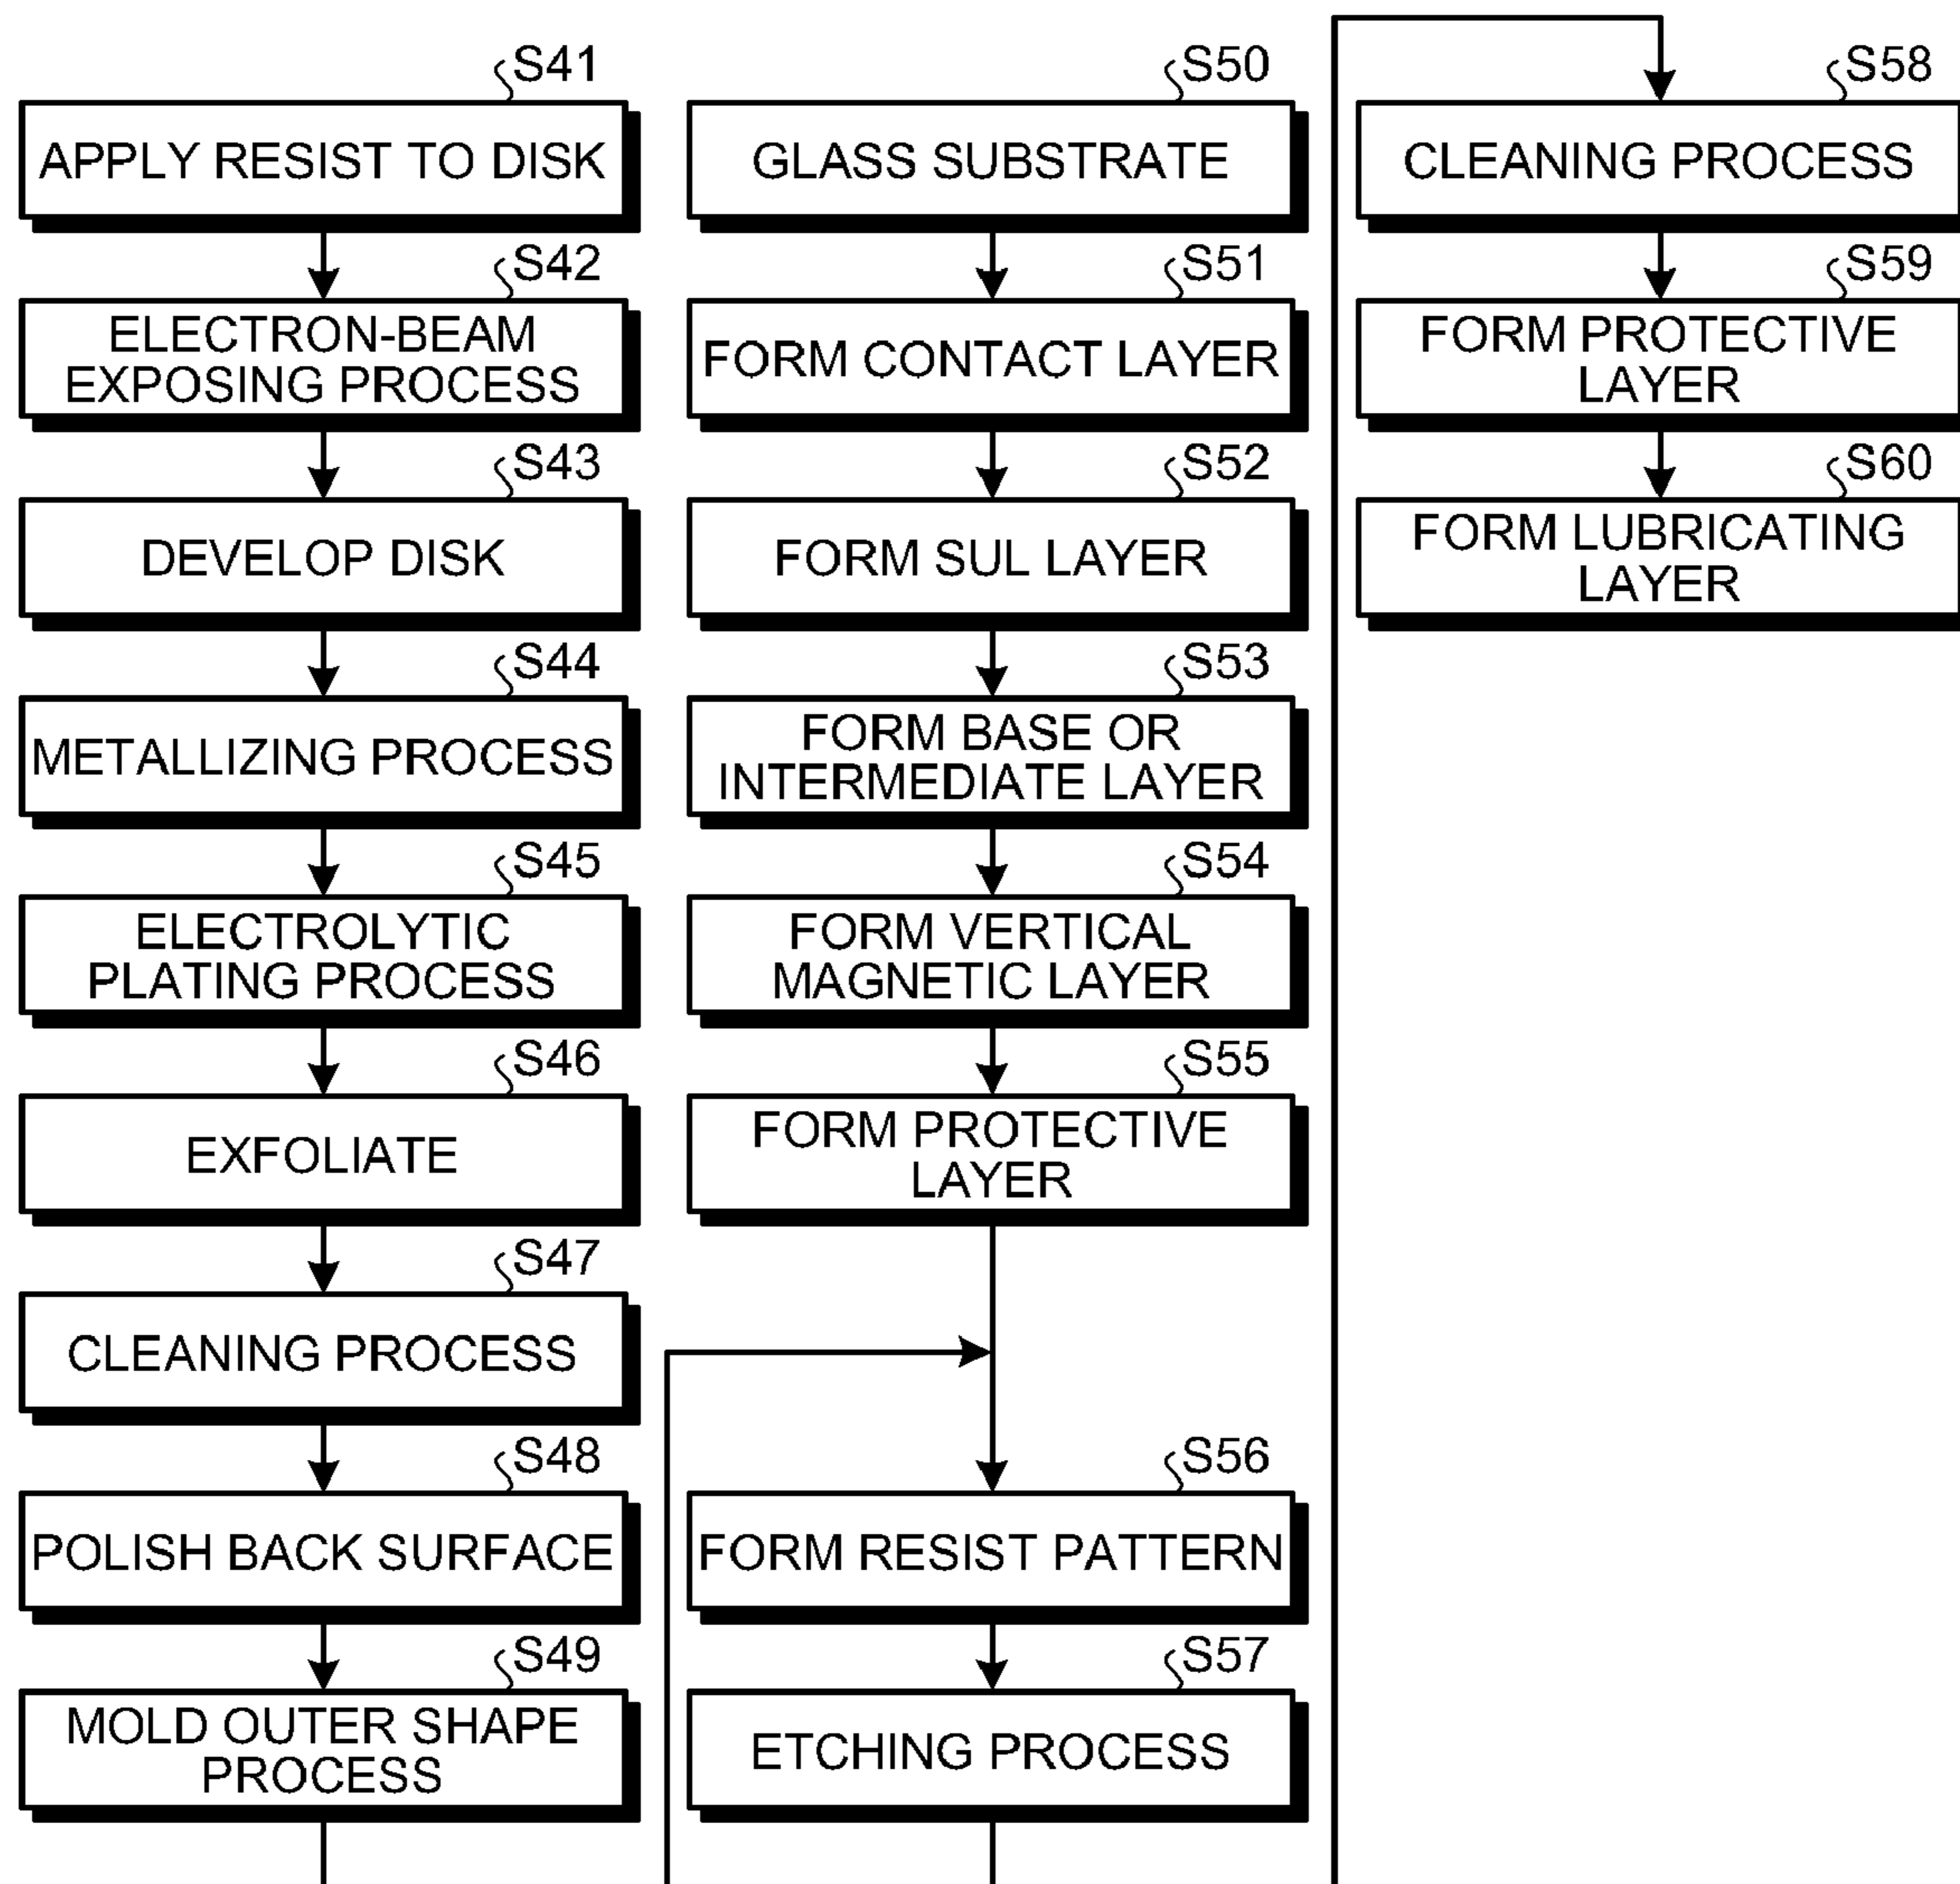 S41
APPLY RESIST TO DISK
S42
ELECTRON-BEAM
EXPOSING PROCESS
S43
DEVELOP DISK
S44
METALLIZING PROCESS
S45
ELECTROLYTIC
PLATING PROCESS
S46
EXFOLIATE
S47
CLEANING PROCESS
S48
POLISH BACK SURFACE
S49
MOLD OUTER SHAPE
PROCESS
S50
GLASS SUBSTRATE
S51
FORM CONTACT LAYER
S52
FORM SUL LAYER
S53
FORM BASE OR
INTERMEDIATE LAYER
S54
FORM VERTICAL
MAGNETIC LAYER
S55
FORM PROTECTIVE
LAYER
S56
FORM RESIST PATTERN
S57
ETCHING PROCESS
S58
CLEANING PROCESS
S59
FORM PROTECTIVE
LAYER
S60
FORM LUBRICATING
LAYER